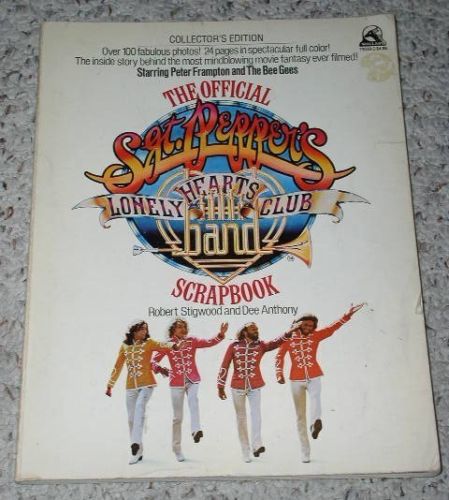 COLLECTOR'S EDITION
Over 100 fabulous photos! 24 pages in spectacular full color!
The inside story behind the most mindblowing movie fantasy ever filmed!
Starring Peter Frampton and The Bee Gees
THE OFFICIAL
Sgt. Pepper's
LONELY HEARTS CLUB
band
SCRAPBOOK
Robert Stigwood and Dee Anthony